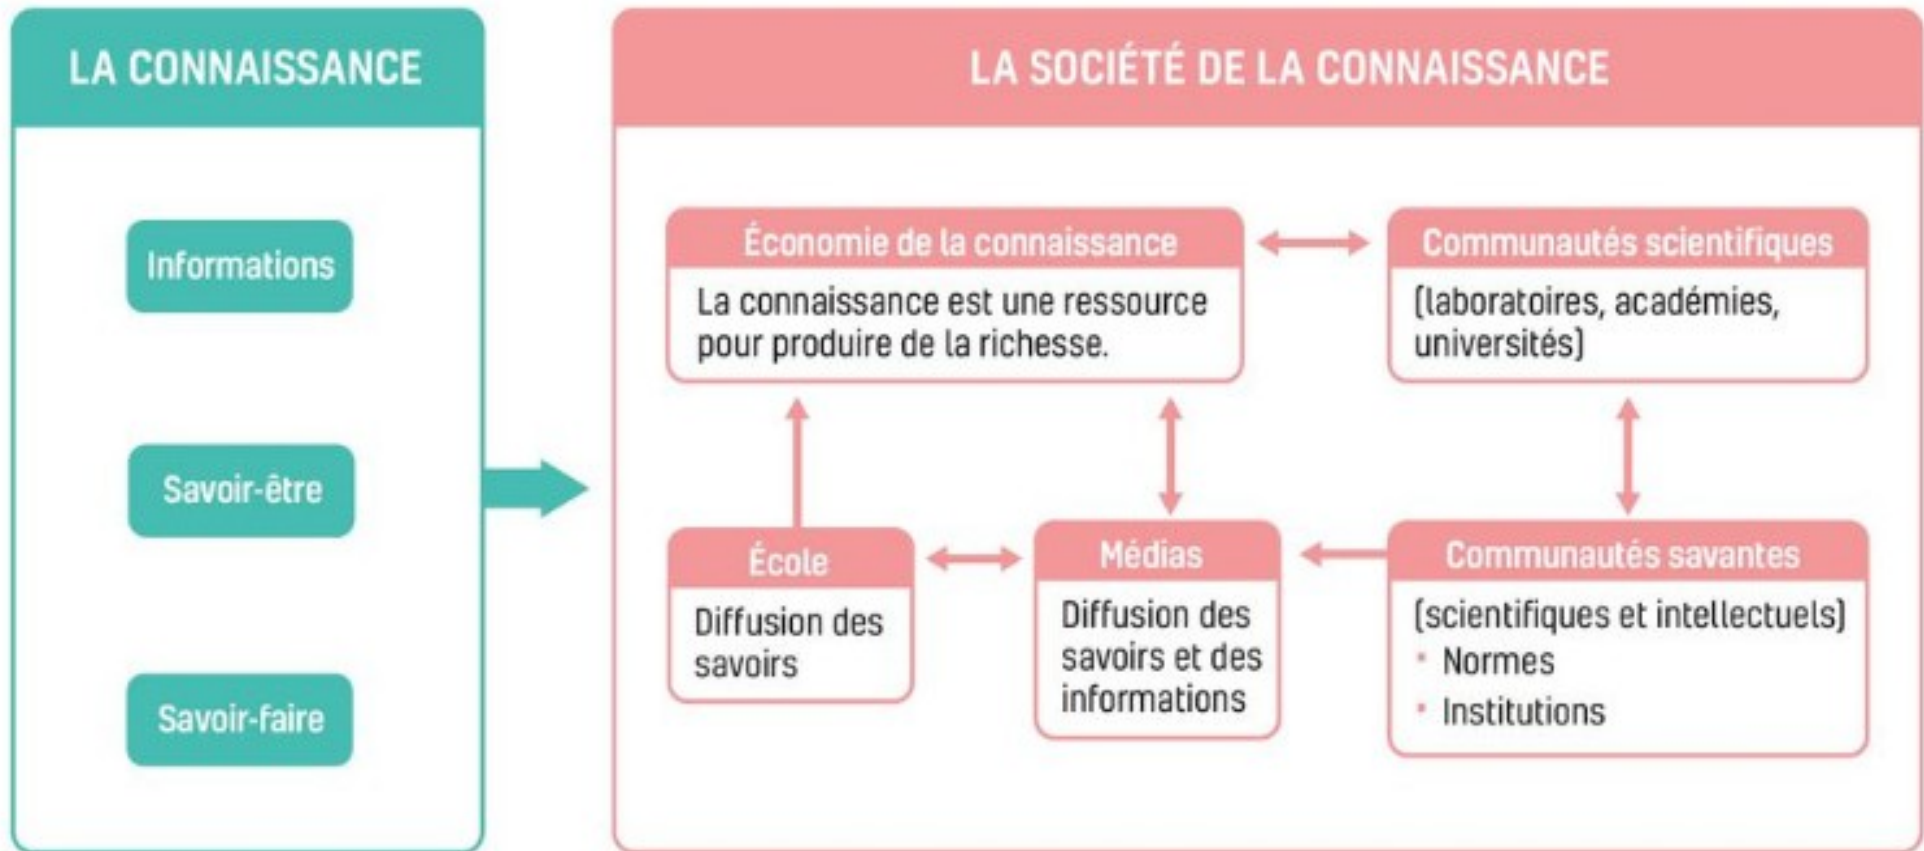 LA CONNAISSANCE
Informations
Savoir-être
Savoir-faire
LA SOCIÉTÉ DE LA CONNAISSANCE
Économie de la connaissance
La connaissance est une ressource
pour produire de la richesse.
Communautés scientifiques
(laboratoires, académies,
universités)
École
Diffusion des
savoirs
Médias
Diffusion des
savoirs et des
informations
Communautés savantes
(scientifiques et intellectuels)
• Normes
• Institutions